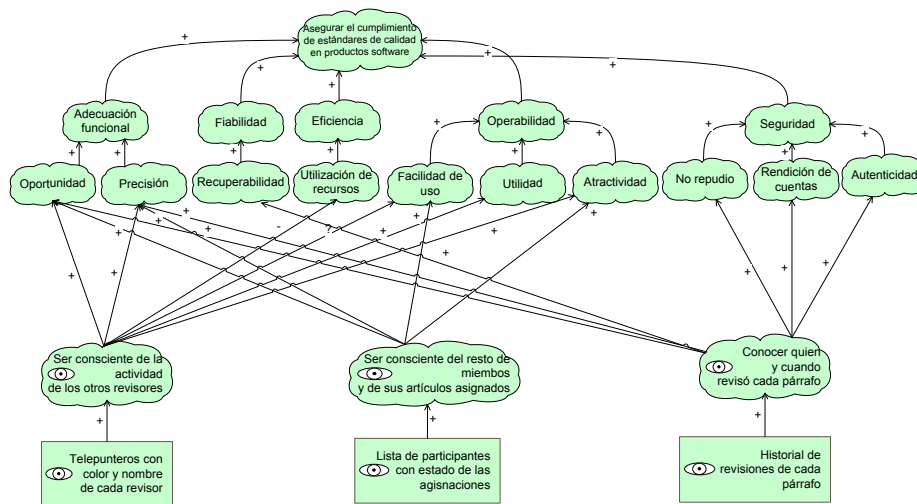 Asegurar el cumplimiento
de estándares de calidad
en productos software
+
+
+
+
+
Adecuación
funcional
Fiabilidad
Eficiencia
Operabilidad
Seguridad
+
+
+
+
+
+
+
+
+
+
Oportunidad
Precisión
Recuperabilidad
Utilización de
recursos
Facilidad de
uso
Utilidad
Atractividad
No repudio
Rendición de
cuentas
Autenticidad
+
+
+
+
+
+
-
?
+
+
+
+
+
+
+
+
+
Ser consciente de la
actividad
de los otros revisores
Ser consciente del resto de
miembros
y de sus artículos asignados
Conocer quien
y cuando
revisó cada párrafo
+
+
+
Telepunteros con
color y nombre
de cada revisor
Lista de participantes
con estado de las
agisnaciones
Historial de
revisiones de cada
párrafo